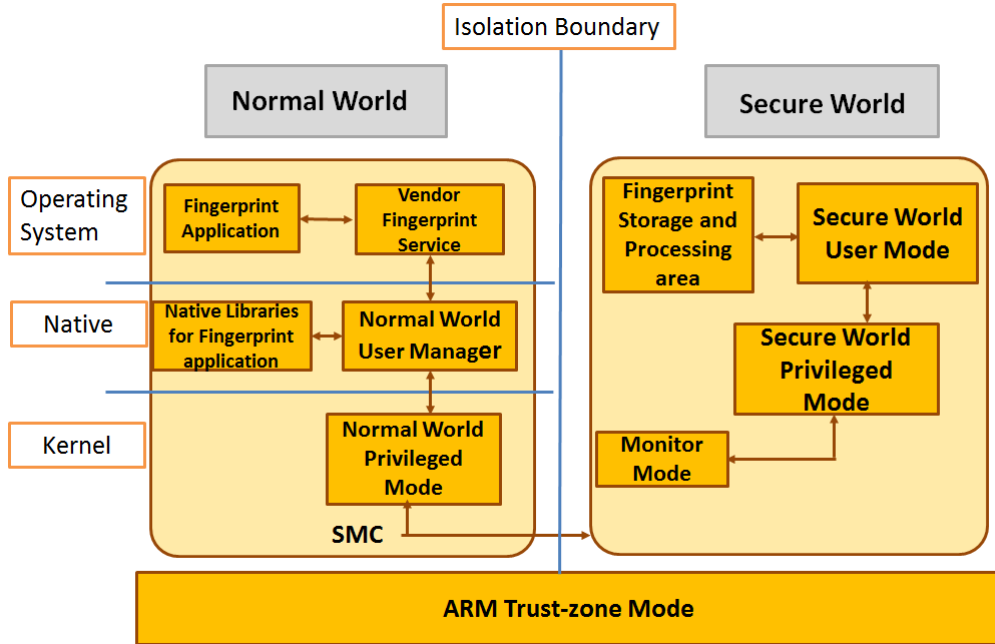 Isolation Boundary
Normal World
Secure World
Operating
System
Fingerprint
Application
Vendor
Fingerprint
Service
Fingerprint
Storage and
Processing
area
Secure World
User Mode
Native
Native Libraries
for Fingerprint
application
Normal World
User Manager
Secure World
Privileged
Mode
Kernel
Normal World
Privileged
Mode
Monitor
Mode
SMC
ARM Trust-zone Mode